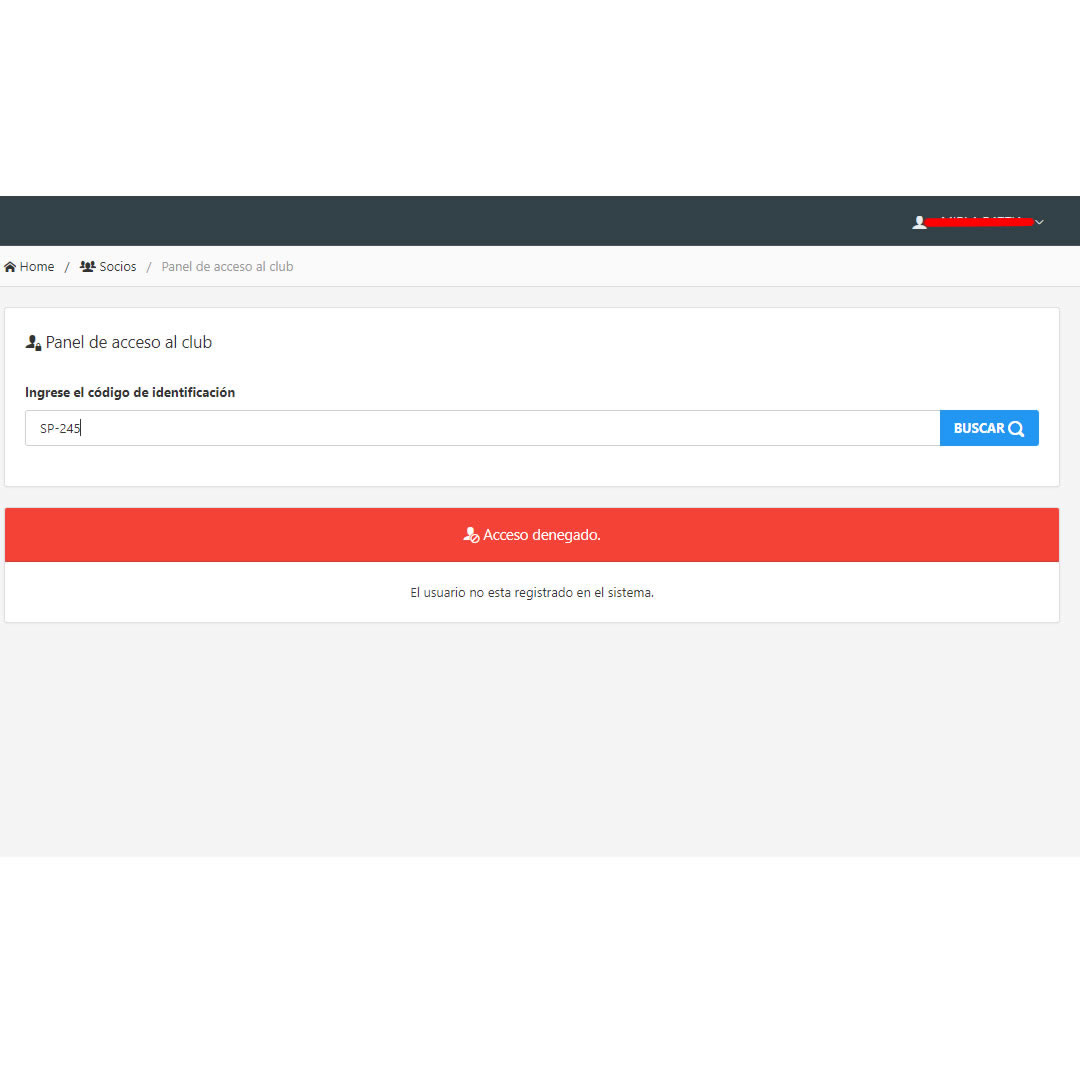 Home / Socios / Panel de acceso al club
Panel de acceso al club
Ingrese el código de identificación
SP-245
BUSCAR
Acceso denegado.
El usuario no esta registrado en el sistema.